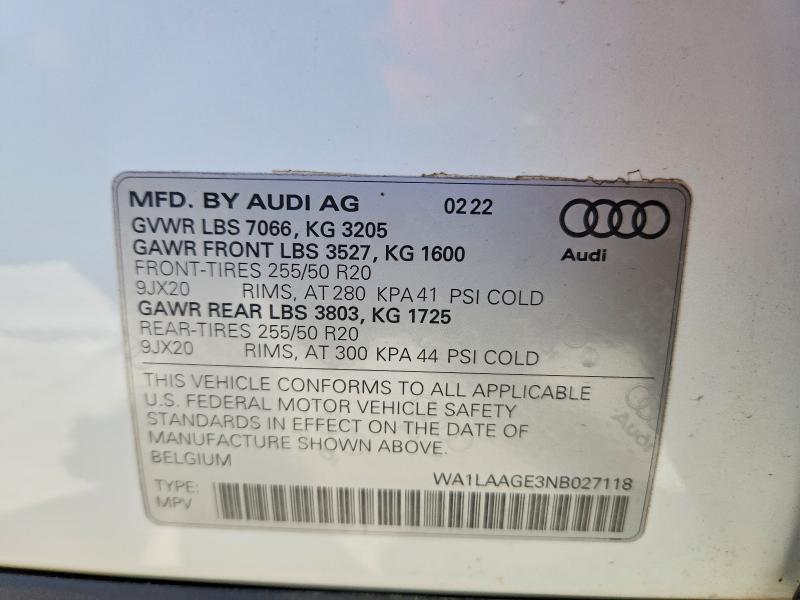 MFD. BY AUDI AG 0222
GVWR LBS 7066, KG 3205
GAWR FRONT LBS 3527, KG 1600
Audi
FRONT-TIRES 255/50 R20
9JX20 RIMS, AT 280 KPA 41 PSI COLD
GAWR REAR LBS 3803, KG 1725
REAR-TIRES 255/50 R20
9JX20 RIMS, AT 300 KPA 44 PSI COLD
THIS VEHICLE CONFORMS TO ALL APPLICABLE
U.S. FEDERAL MOTOR VEHICLE SAFETY
STANDARDS IN EFFECT ON THE DATE OF
MANUFACTURE SHOWN ABOVE.
BELGIUM
Audi
WA1LAAGE3NB027118
TYPE:
MPV